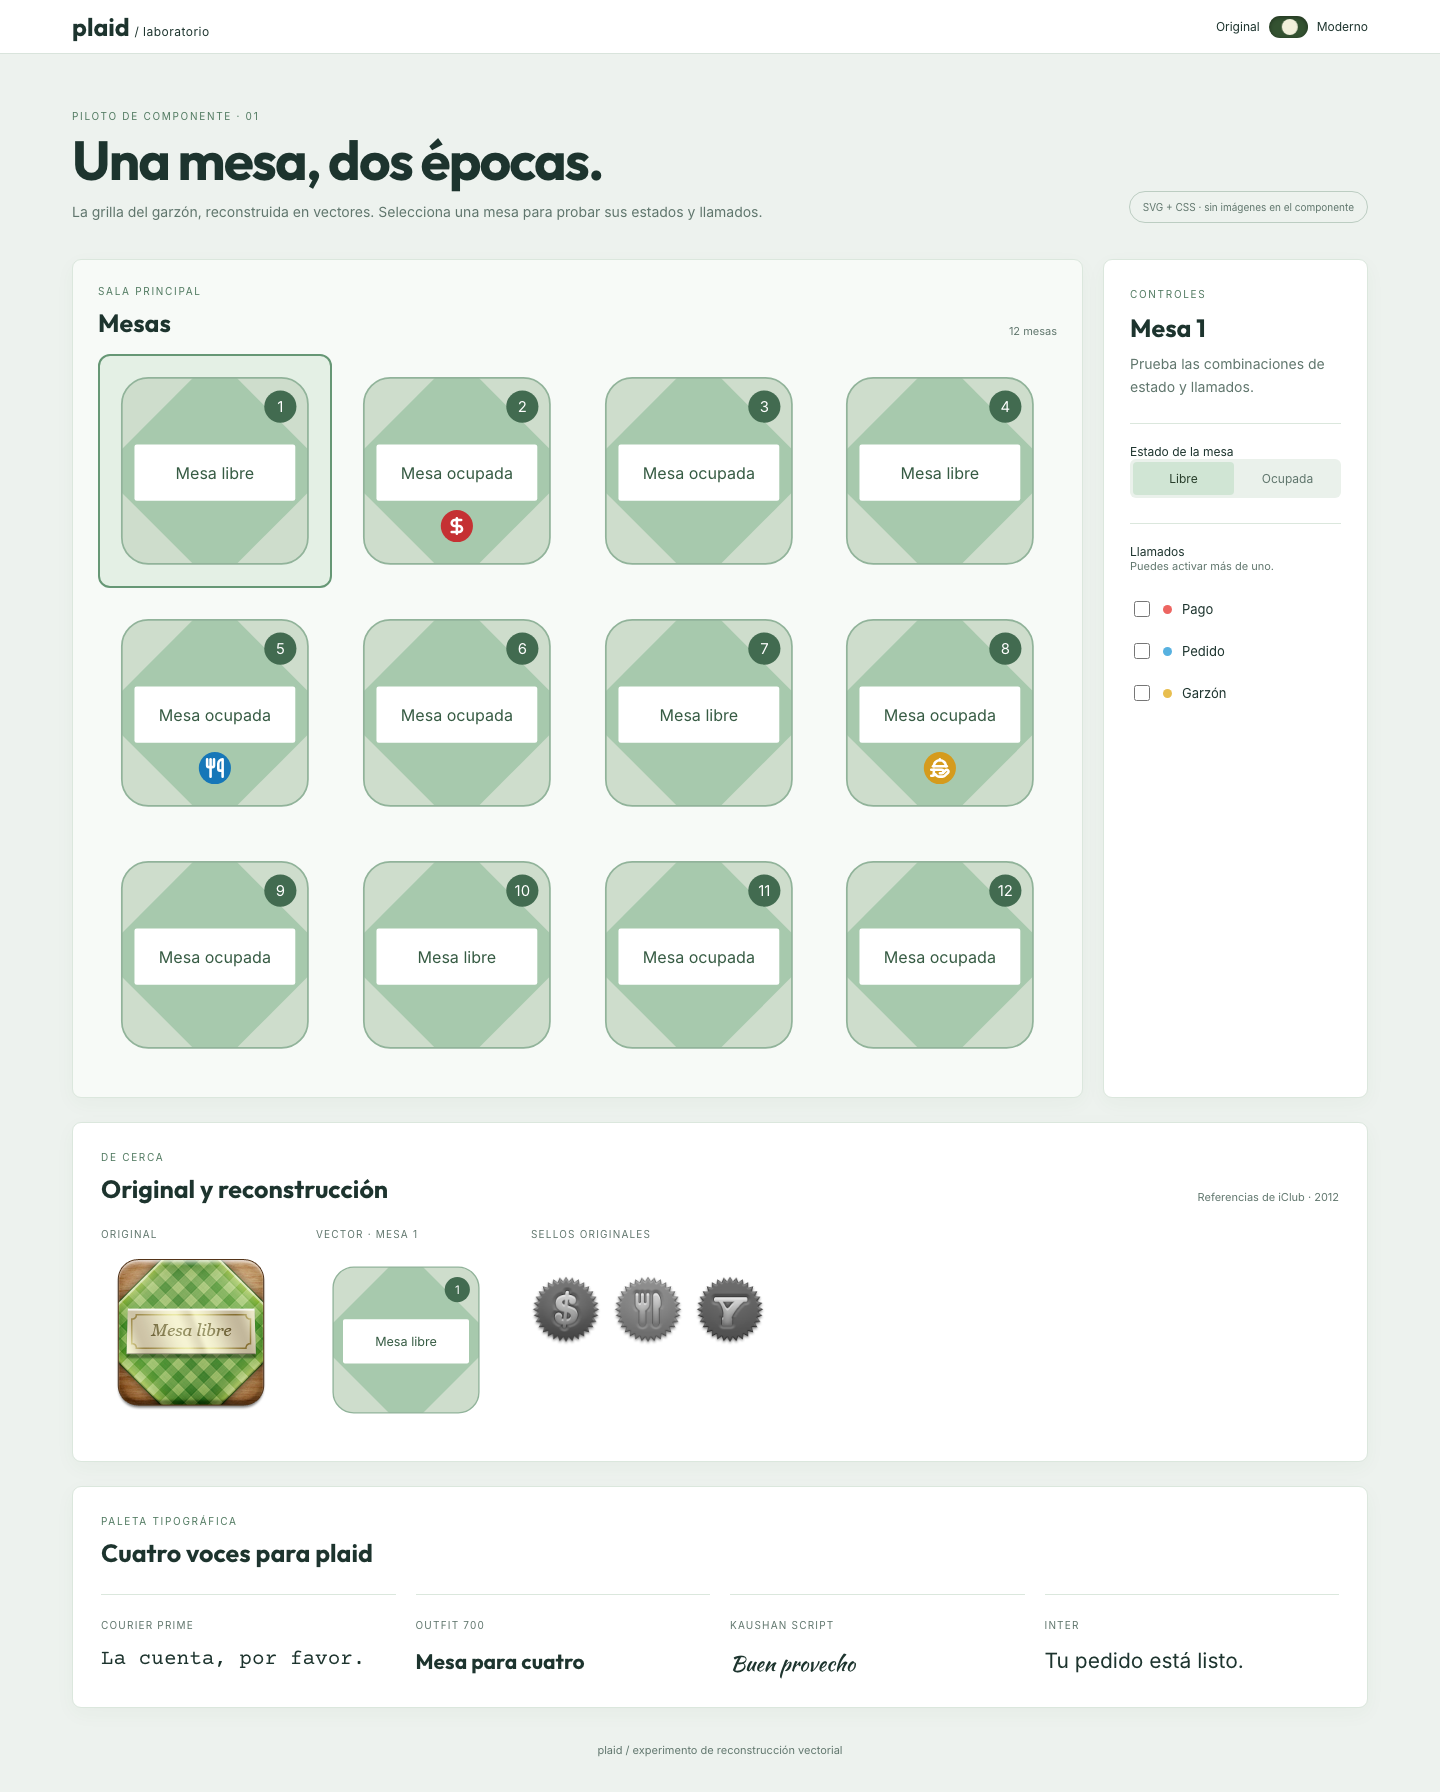 plaid / laboratorio
Original Moderno
PILOTO DE COMPONENTE · 01
Una mesa, dos épocas.
La grilla del garzón, reconstruida en vectores. Selecciona una mesa para probar sus estados y llamados.
SVG + CSS · sin imágenes en el componente
SALA PRINCIPAL
Mesas
12 mesas
1
Mesa libre
2
Mesa ocupada
$
3
Mesa ocupada
4
Mesa libre
5
Mesa ocupada
6
Mesa ocupada
7
Mesa libre
8
Mesa ocupada
9
Mesa ocupada
10
Mesa libre
11
Mesa ocupada
12
Mesa ocupada
CONTROLES
Mesa 1
Prueba las combinaciones de
estado y llamados.
Estado de la mesa
Libre Ocupada
Llamados
Puedes activar más de uno.
Pago
Pedido
Garzón
DE CERCA
Original y reconstrucción
Referencias de iClub · 2012
ORIGINAL
Mesa libre
VECTOR · MESA 1
1
Mesa libre
SELLOS ORIGINALES
$
PALETA TIPOGRÁFICA
Cuatro voces para plaid
COURIER PRIME
La cuenta, por favor.
OUTFIT 700
Mesa para cuatro
KAUSHAN SCRIPT
Buen provecho
INTER
Tu pedido está listo.
plaid / experimento de reconstrucción vectorial